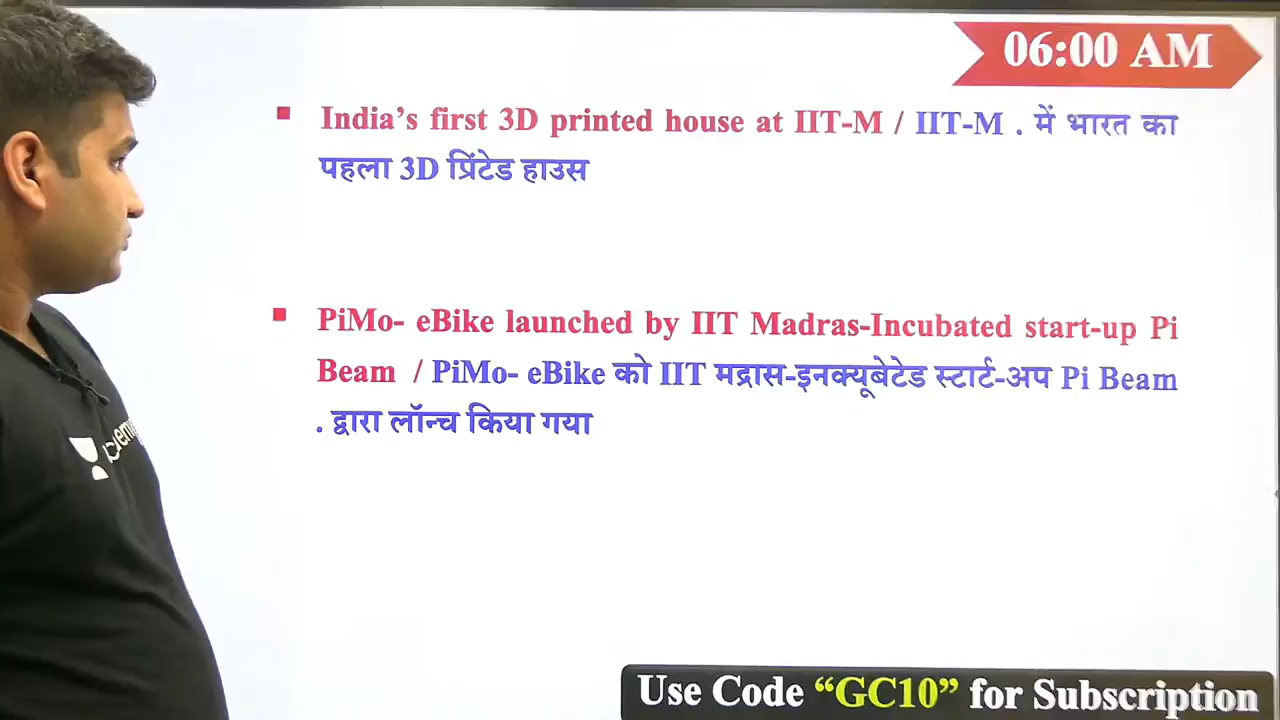 06:00 AM
India's first 3D printed house at IIT-M / IIT-M . में भारत का
पहला 3D प्रिंटेड हाउस
PiMo- eBike launched by IIT Madras-Incubated start-up Pi
Beam / PiMo- eBike को IIT मद्रास-इनक्यूबेटेड स्टार्ट-अप Pi Beam
. द्वारा लॉन्च किया गया
Use Code “GC10” for Subscription